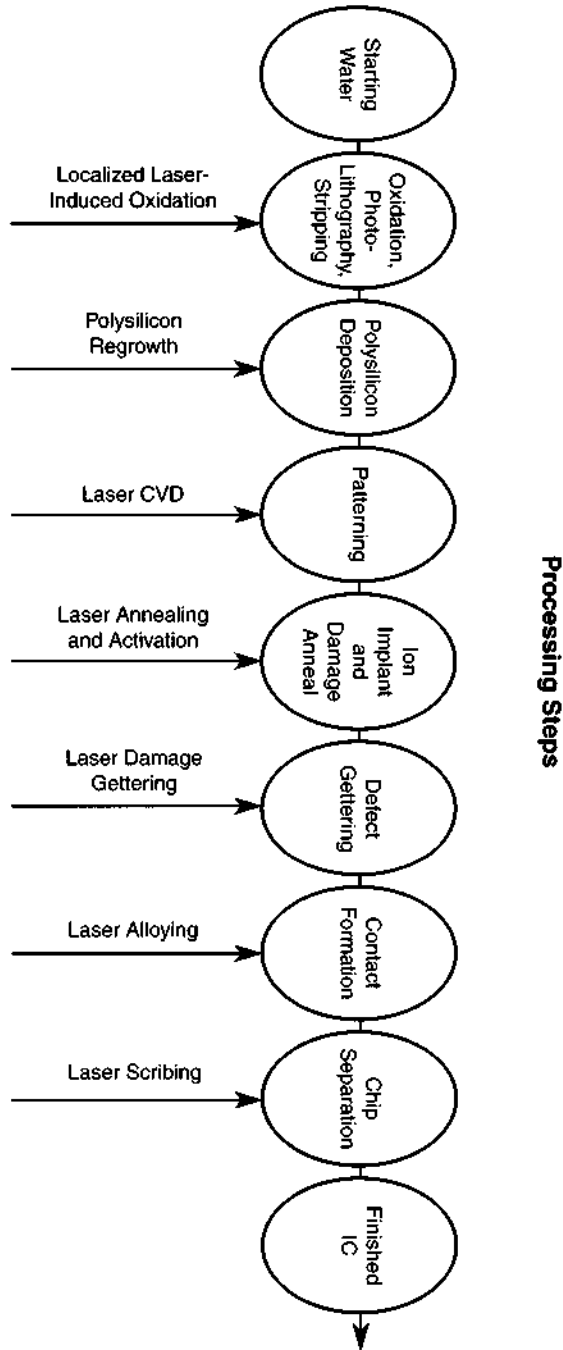 Processing Steps
Starting
Water
Localized Laser-
Induced Oxidation
Oxidation,
Photo-
Lithography,
Stripping
Polysilicon
Regrowth
Polysilicon
Deposition
Laser CVD
Patterning
Laser Annealing
and Activation
Ion
Implant
and
Damage
Anneal
Laser Damage
Gettering
Defect
Gettering
Laser Alloying
Contact
Formation
Laser Scribing
Chip
Separation
Finished
IC